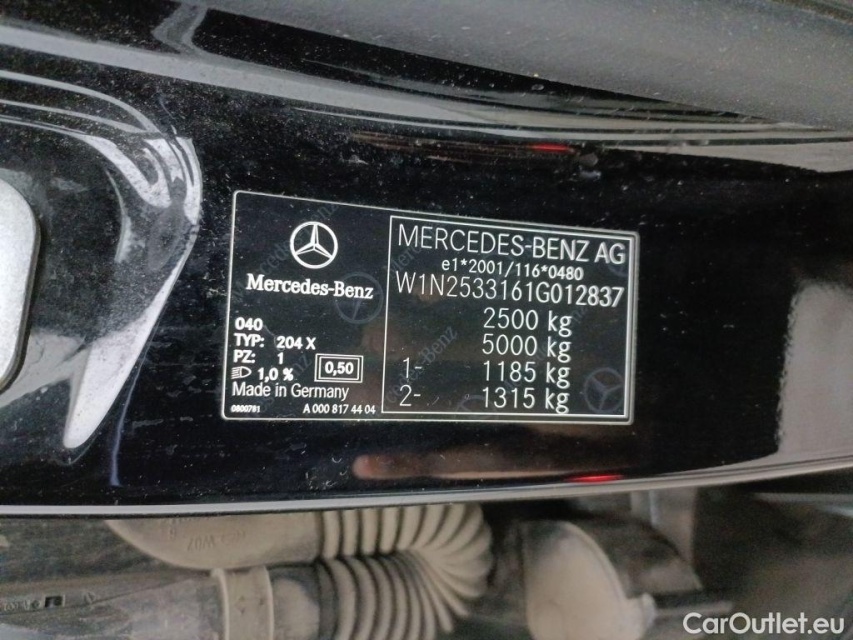 Mercedes-Benz
040
TYP: 204 X
PZ: 1
1,0 %
0,50
Made in Germany
0800781
A 000 817 44 04
MERCEDES-BENZ AG
e1*2001/116*0480
W1N2533161G012837
2500 kg
5000 kg
1- 1185 kg
2- 1315 kg
CarOutlet.eu